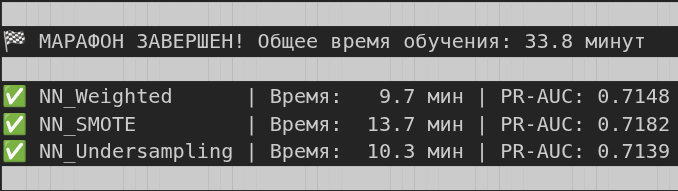 🏁 МАРАФОН ЗАВЕРШЕН! Общее время обучения: 33.8 минут
✅ NN_Weighted | Время: 9.7 мин | PR-AUC: 0.7148
✅ NN_SMOTE | Время: 13.7 мин | PR-AUC: 0.7182
✅ NN_Undersampling | Время: 10.3 мин | PR-AUC: 0.7139